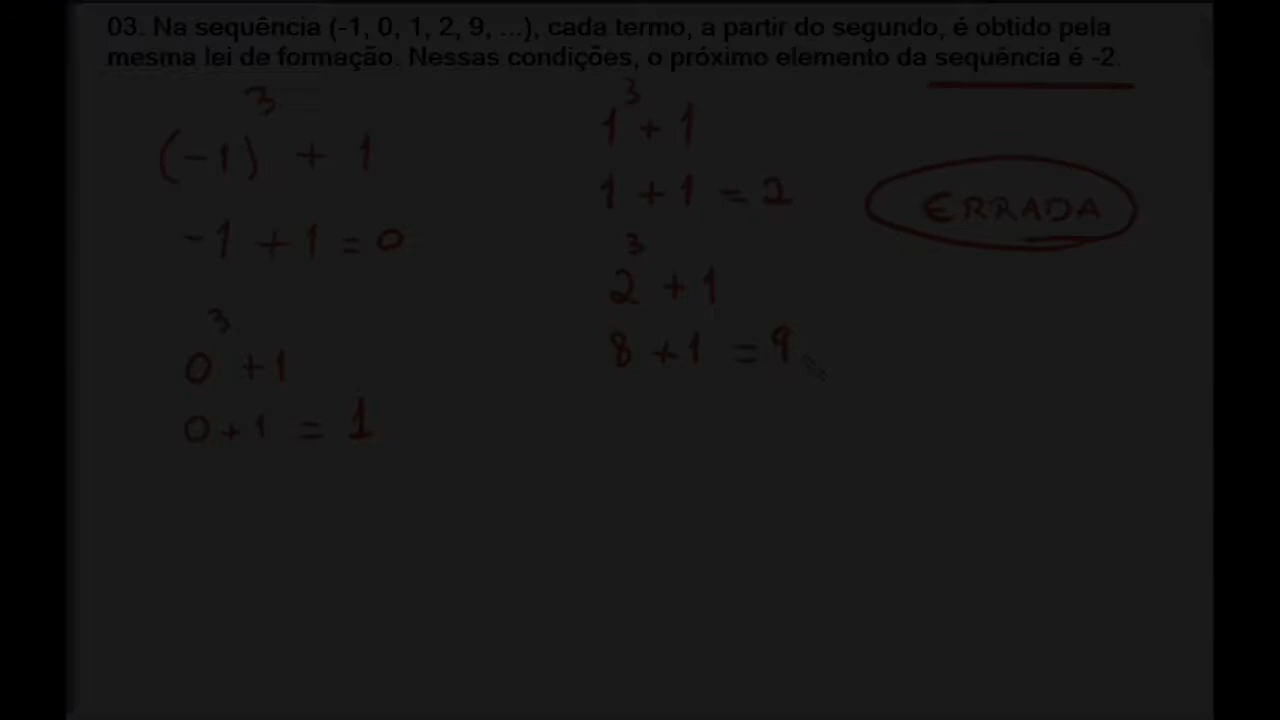 03. Na sequência (-1, 0, 1, 2, 9, ...), cada termo, a partir do segundo, é obtido pela
mesma lei de formação. Nessas condições, o próximo elemento da sequência é -2.
(-1)³ + 1
-1 + 1 = 0
0³ + 1
0 + 1 = 1
1³ + 1
1 + 1 = 2
2³ + 1
8 + 1 = 9
ERRADA